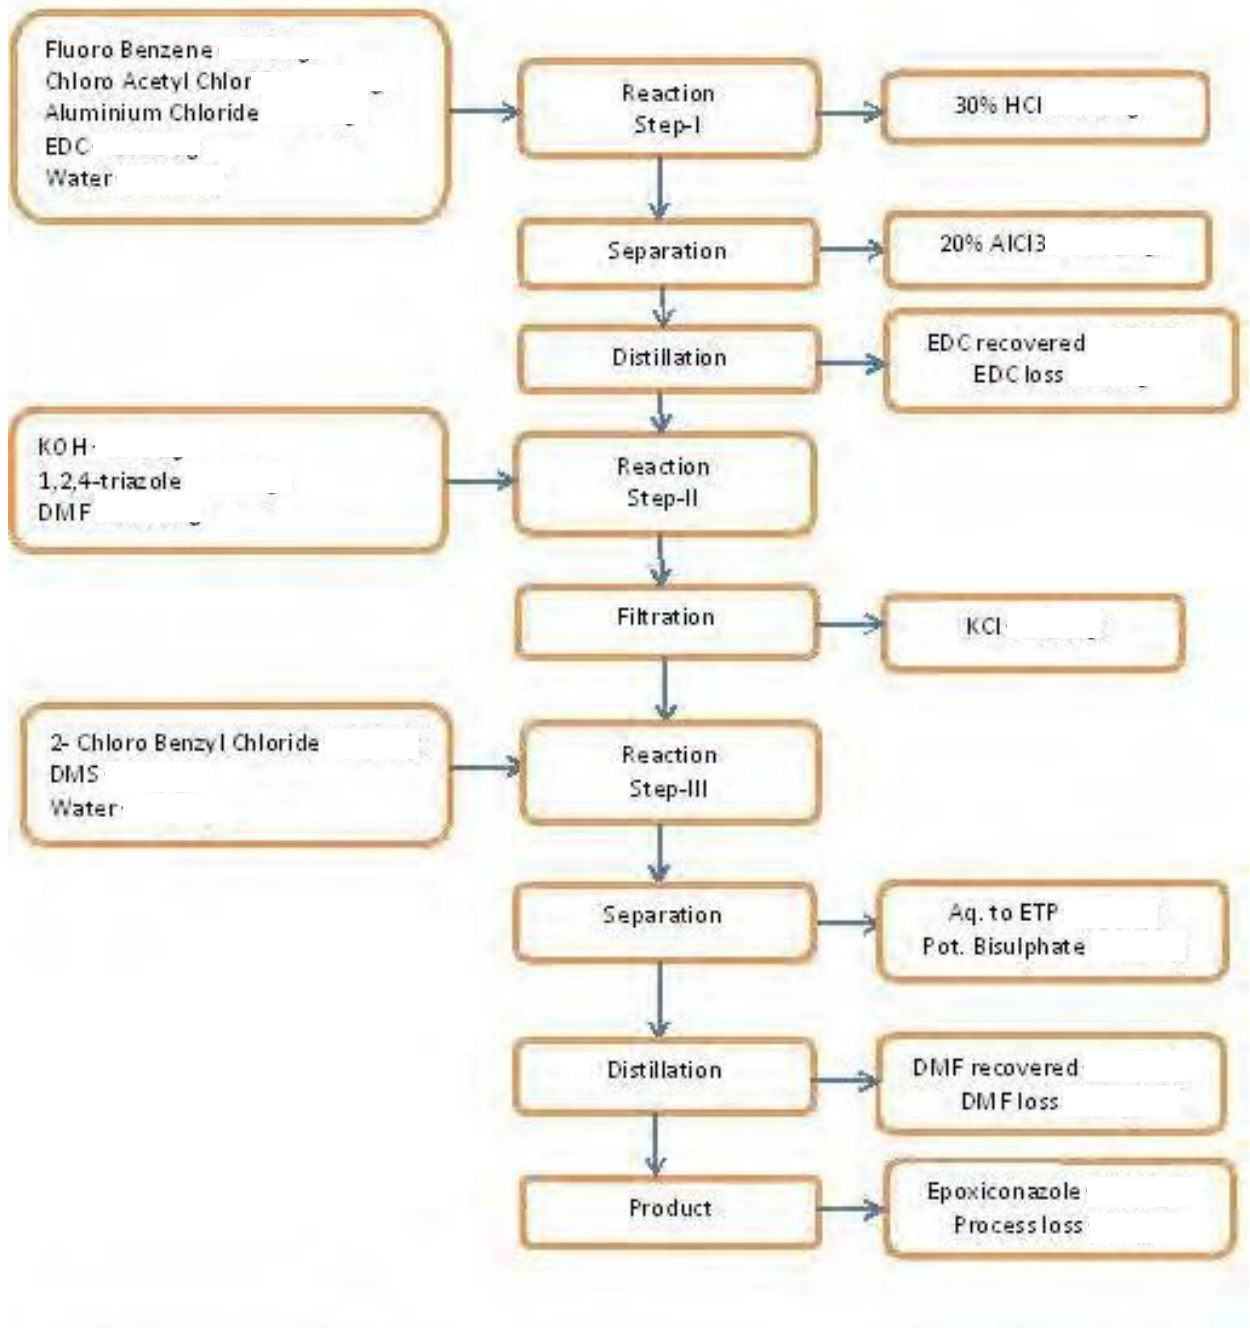 Fluoro Benzene
Chloro Acetyl Chlor
Aluminium Chloride
EDC
Water
Reaction
Step-I
30% HCl
Separation
20% AlCl3
Distillation
EDC recovered
EDC loss
KOH
1,2,4-triazole
DMF
Reaction
Step-II
Filtration
KCl
2- Chloro Benzyl Chloride
DMS
Water
Reaction
Step-III
Separation
Aq. to ETP
Pot. Bisulphate
Distillation
DMF recovered
DMF loss
Product
Epoxiconazole
Process loss